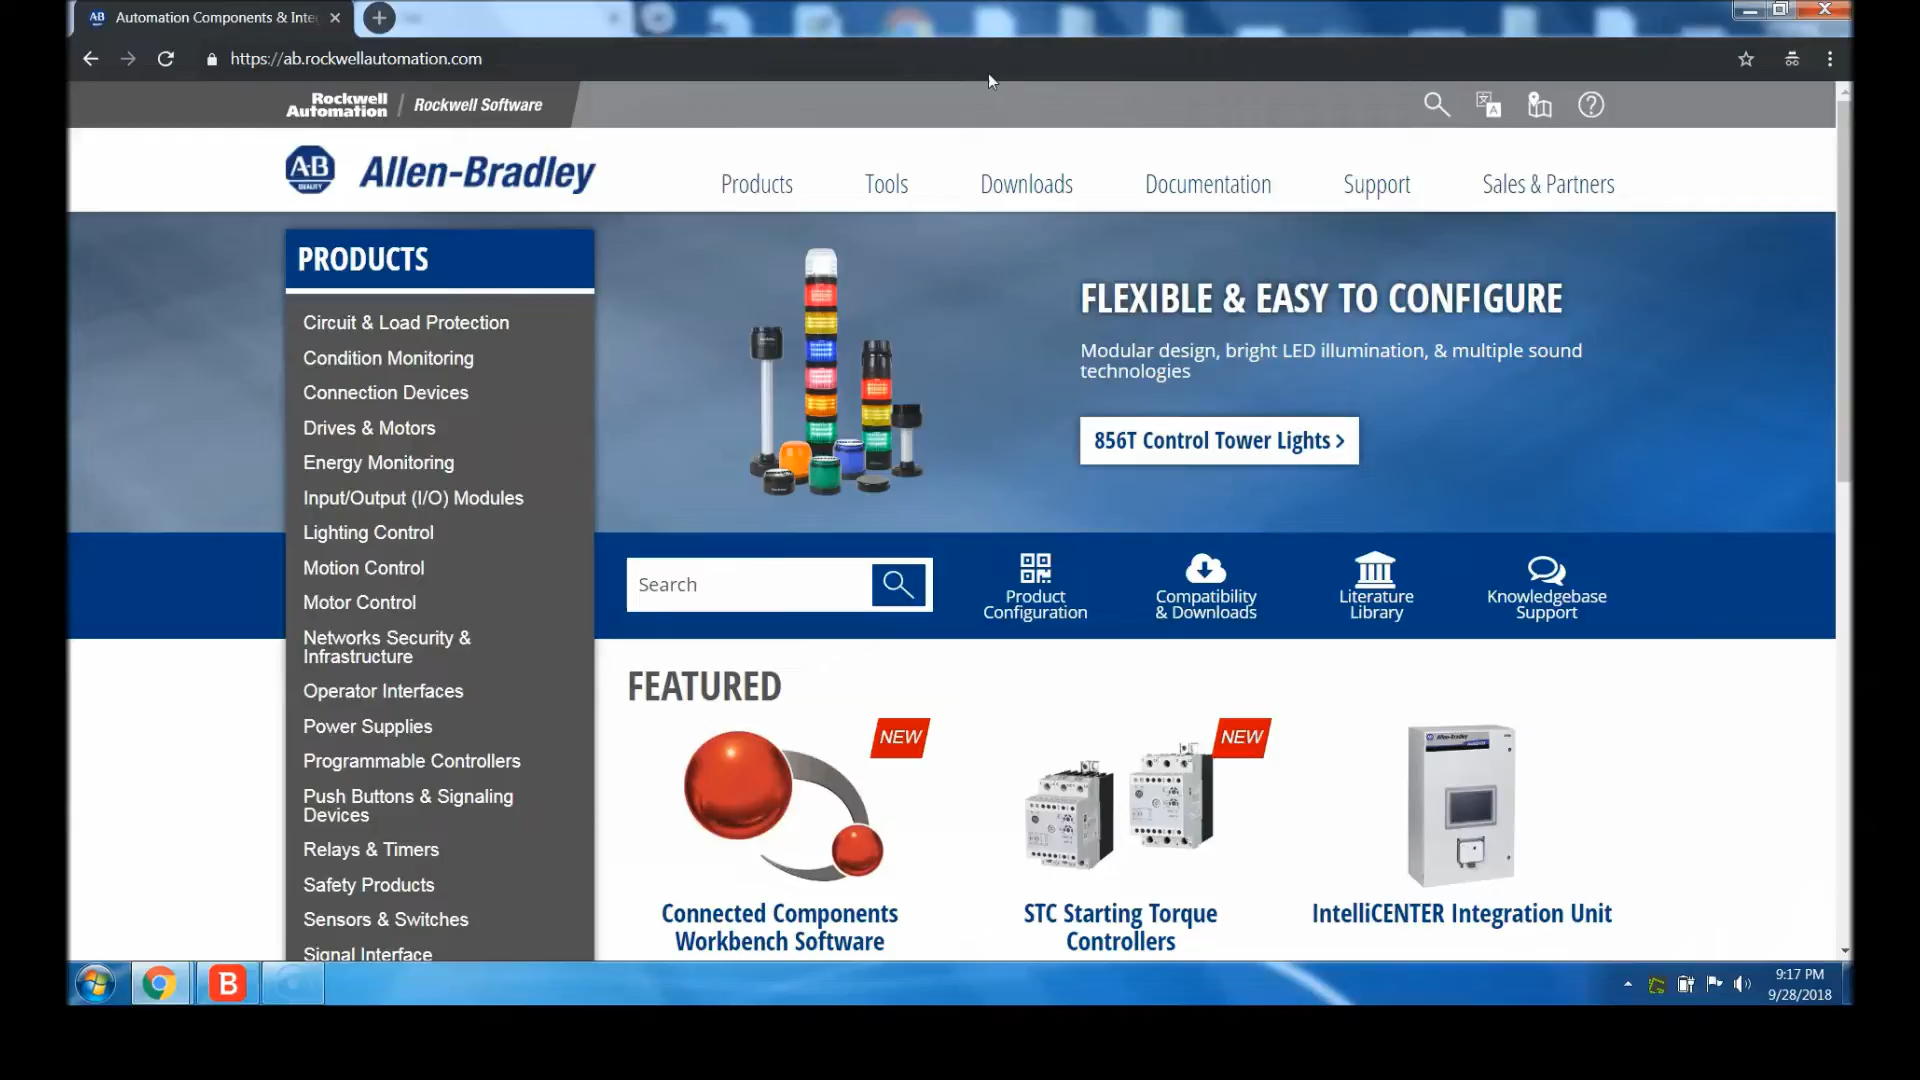 Automation Components & Inte
https://ab.rockwellautomation.com
Rockwell Automation
Rockwell Software
A·B
QUALITY
Allen-Bradley
Products
Tools
Downloads
Documentation
Support
Sales & Partners
PRODUCTS
Circuit & Load Protection
Condition Monitoring
Connection Devices
Drives & Motors
Energy Monitoring
Input/Output (I/O) Modules
Lighting Control
Motion Control
Motor Control
Networks Security &
Infrastructure
Operator Interfaces
Power Supplies
Programmable Controllers
Push Buttons & Signaling
Devices
Relays & Timers
Safety Products
Sensors & Switches
Signal Interface
FLEXIBLE & EASY TO CONFIGURE
Modular design, bright LED illumination, & multiple sound
technologies
856T Control Tower Lights >
Search
Product
Configuration
Compatibility
& Downloads
Literature
Library
Knowledgebase
Support
FEATURED
NEW
NEW
Allen-Bradley
Connected Components
Workbench Software
STC Starting Torque
Controllers
IntelliCENTER Integration Unit
B
9:17 PM
9/28/2018